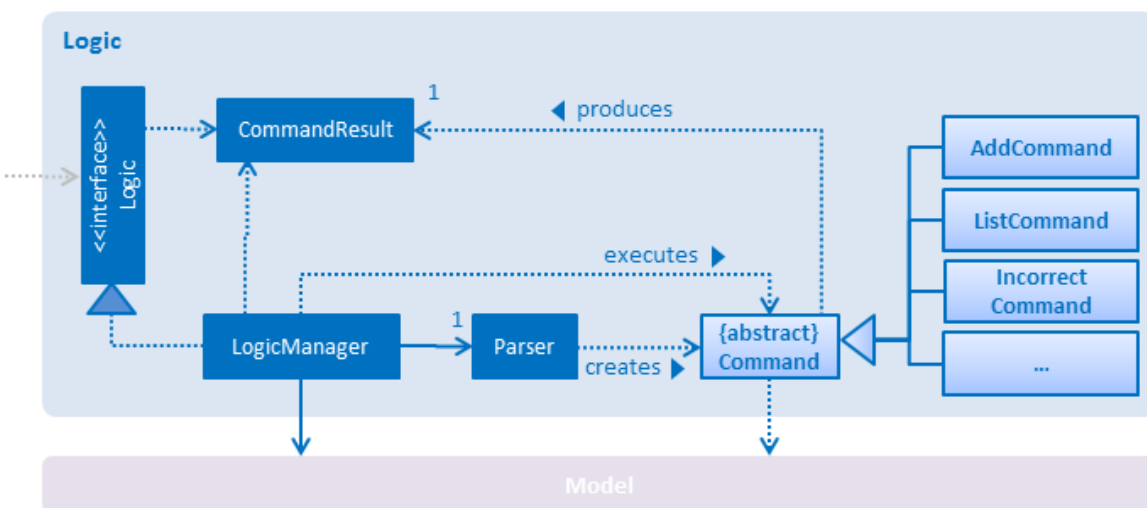 Logic
<<interface>>
Logic
CommandResult
1
produces
AddCommand
ListCommand
executes
Incorrect
Command
LogicManager
1
Parser
creates
{abstract}
Command
...
Model